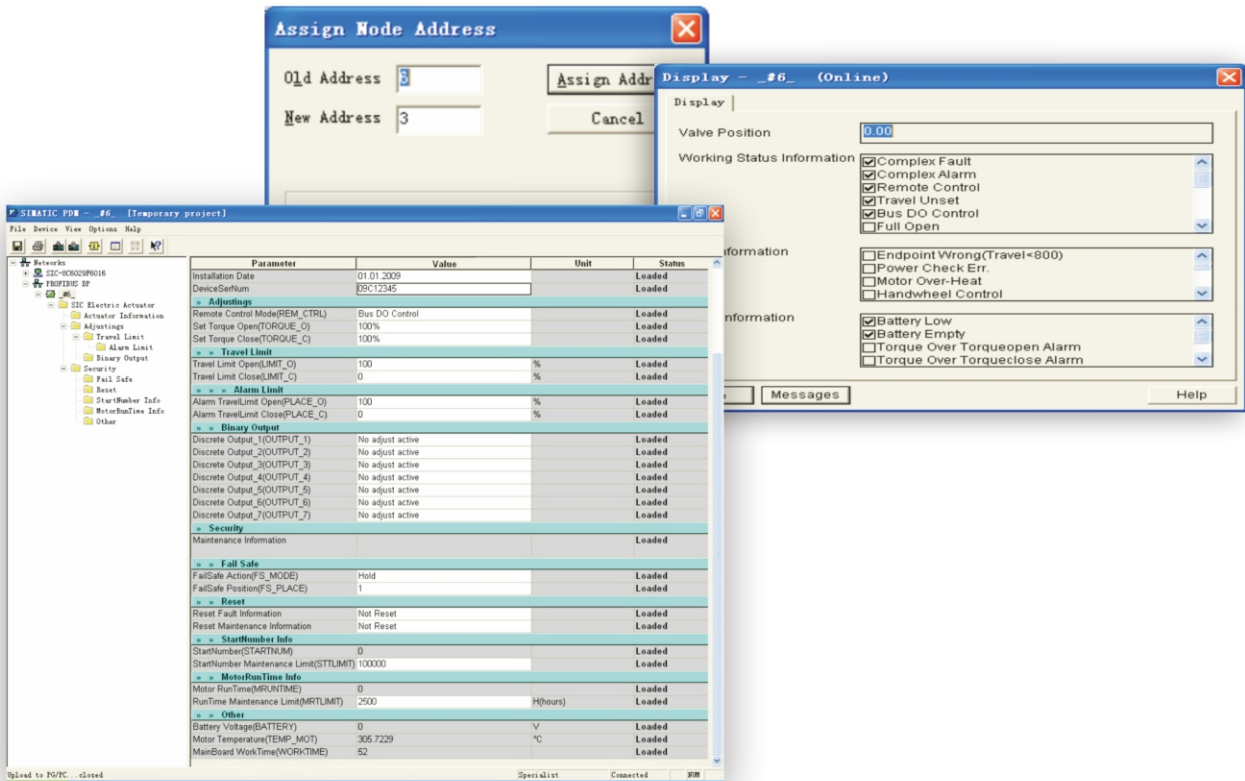 Assign Node Address
Old Address
New Address 3
Assign Addr
Cancel
Display - _#6_ (Online)
Display
Valve Position 0.00
Working Status Information
Complex Fault
Complex Alarm
Remote Control
Travel Unset
Bus DO Control
Full Open
nformation
Endpoint Wrong(Travel<800)
Power Check Err.
Motor Over-Heat
Handwheel Control
nformation
Battery Low
Battery Empty
Torque Over Torqueopen Alarm
Torque Over Torqueclose Alarm
Messages
Help
SIMATIC PDM - _#6_ [Temporary project]
File Device View Options Help
Networks
SIC-8C6029F6016
PROFIBUS DP
_#6_
SIC Electric Actuator
Actuator Information
Adjustings
Travel Limit
Alarm Limit
Binary Output
Security
Fail Safe
Reset
StartNumber Info
MotorRunTime Info
Other
Parameter Value Unit Status
Installation Date 01.01.2009 Loaded
DeviceSerNum 09C12345 Loaded
» Adjustings
Remote Control Mode(REM_CTRL) Bus DO Control Loaded
Set Torque Open(TORQUE_O) 100% Loaded
Set Torque Close(TORQUE_C) 100% Loaded
» » Travel Limit
Travel Limit Open(LIMIT_O) 100 % Loaded
Travel Limit Close(LIMIT_C) 0 % Loaded
» » » Alarm Limit
Alarm TravelLimit Open(PLACE_O) 100 % Loaded
Alarm TravelLimit Close(PLACE_C) 0 % Loaded
» » Binary Output
Discrete Output_1(OUTPUT_1) No adjust active Loaded
Discrete Output_2(OUTPUT_2) No adjust active Loaded
Discrete Output_3(OUTPUT_3) No adjust active Loaded
Discrete Output_4(OUTPUT_4) No adjust active Loaded
Discrete Output_5(OUTPUT_5) No adjust active Loaded
Discrete Output_6(OUTPUT_6) No adjust active Loaded
Discrete Output_7(OUTPUT_7) No adjust active Loaded
» Security
Maintenance Information Loaded
» » Fail Safe
FailSafe Action(FS_MODE) Hold Loaded
FailSafe Position(FS_PLACE) 1 Loaded
» » Reset
Reset Fault Information Not Reset Loaded
Reset Maintenance Information Not Reset Loaded
» » StartNumber Info
StartNumber(STARTNUM) 0 Loaded
StartNumber Maintenance Limit(STTLIMIT) 100000 Loaded
» » MotorRunTime Info
Motor RunTime(MRUNTIME) 0 Loaded
RunTime Maintenance Limit(MRTLIMIT) 2500 H(hours) Loaded
» » Other
Battery Voltage(BATTERY) 0 V Loaded
Motor Temperature(TEMP_MOT) 305.7229 °C Loaded
MainBoard WorkTime(WORKTIME) 52 Loaded
Upload to PG/PC...closed Specialist Connected NUM